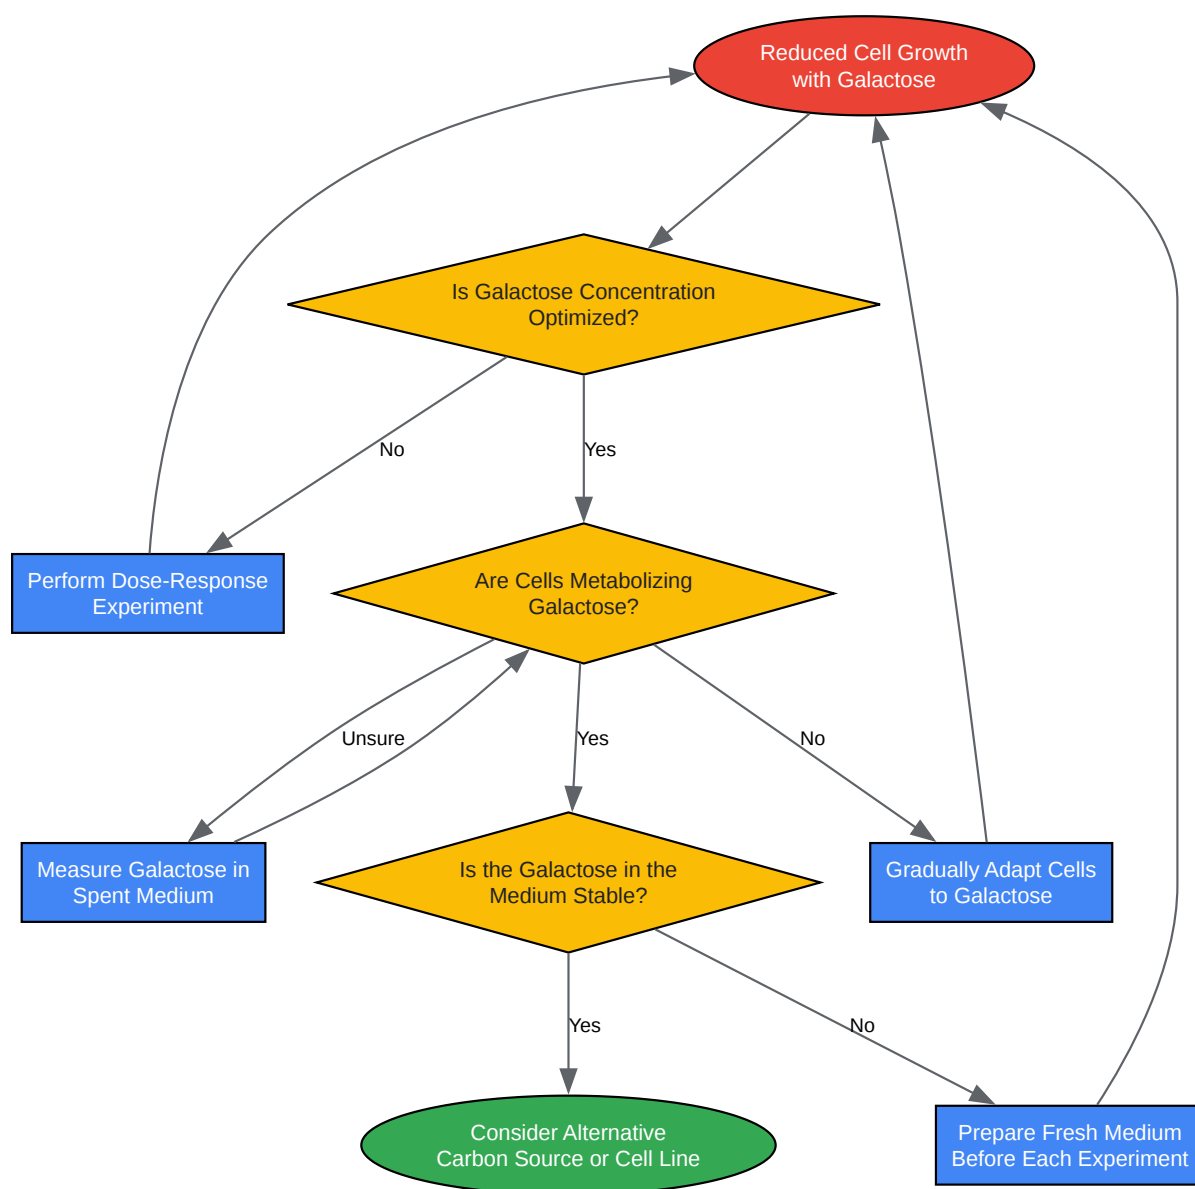 Reduced Cell Growth
with Galactose
Is Galactose Concentration
Optimized?
No
Yes
Perform Dose-Response
Experiment
Are Cells Metabolizing
Galactose?
Unsure
Yes
No
Measure Galactose in
Spent Medium
Is the Galactose in the
Medium Stable?
Gradually Adapt Cells
to Galactose
Yes
No
Consider Alternative
Carbon Source or Cell Line
Prepare Fresh Medium
Before Each Experiment